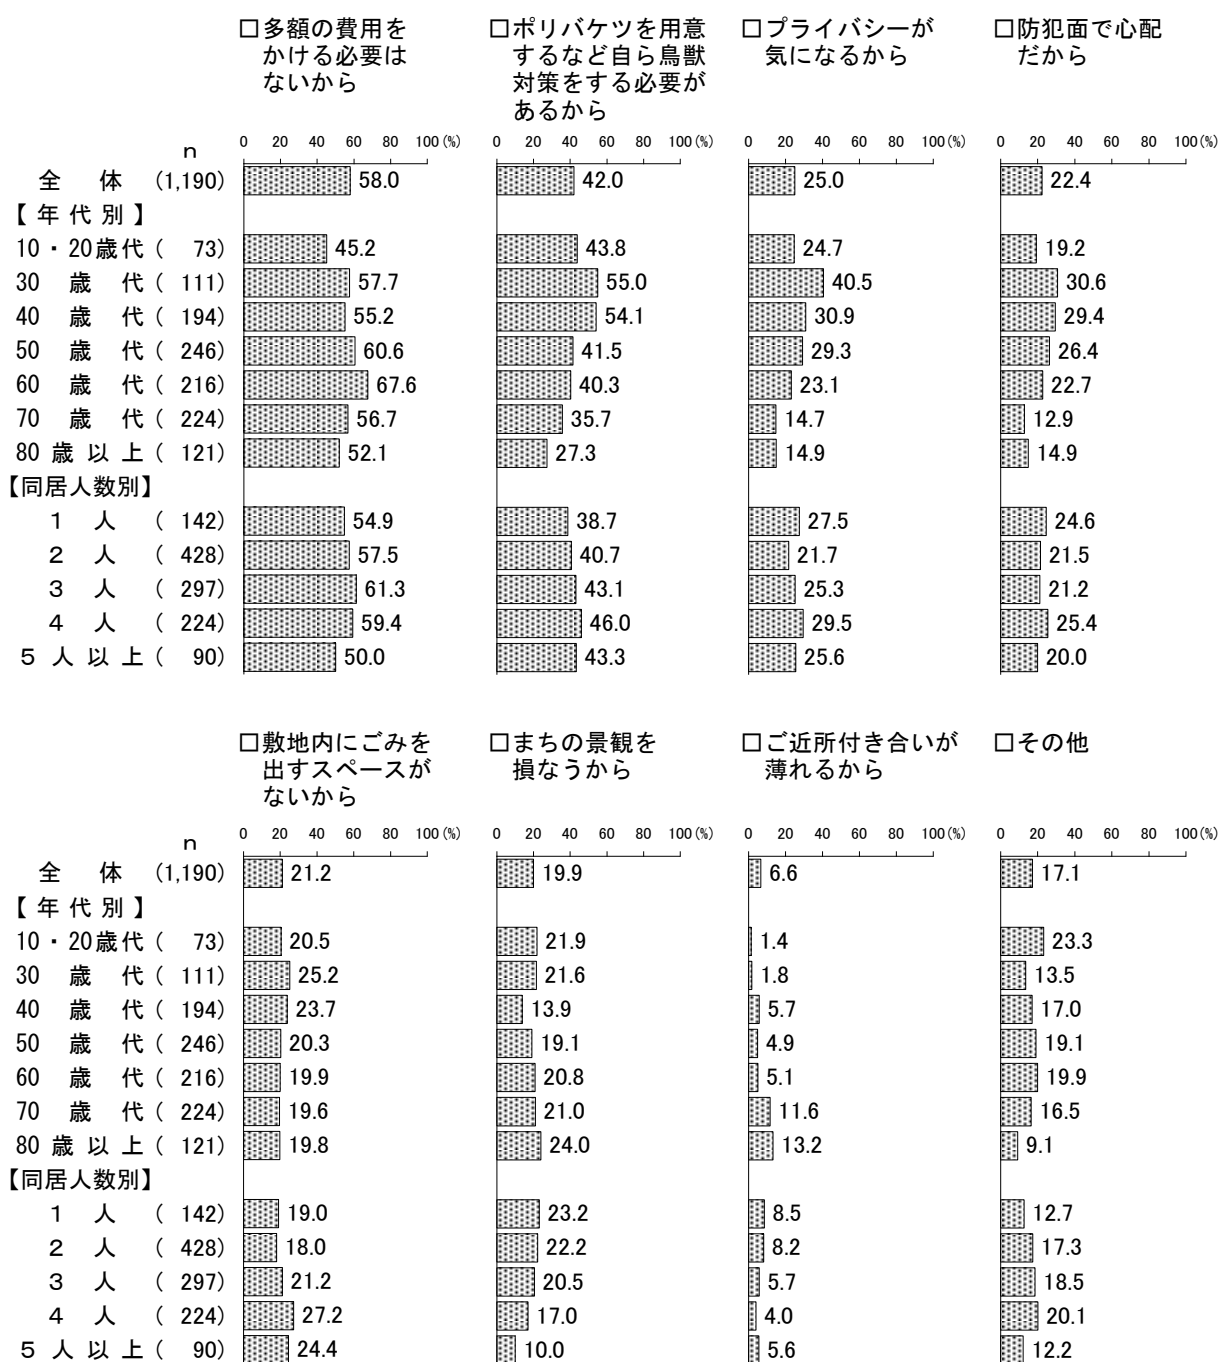 □多額の費用を
かける必要は
ないから
□ポリバケツを用意
するなど自ら鳥獣
対策をする必要が
あるから
□プライバシーが
気になるから
□防犯面で心配
だから
n 0 20 40 60 80 100(%) 0 20 40 60 80 100(%) 0 20 40 60 80 100(%) 0 20 40 60 80 100(%)
全 体 (1,190) 58.0 42.0 25.0 22.4
【年代別】
10・20歳代( 73) 45.2 43.8 24.7 19.2
30 歳 代( 111) 57.7 55.0 40.5 30.6
40 歳 代( 194) 55.2 54.1 30.9 29.4
50 歳 代( 246) 60.6 41.5 29.3 26.4
60 歳 代( 216) 67.6 40.3 23.1 22.7
70 歳 代( 224) 56.7 35.7 14.7 12.9
80 歳 以 上( 121) 52.1 27.3 14.9 14.9
【同居人数別】
1 人 ( 142) 54.9 38.7 27.5 24.6
2 人 ( 428) 57.5 40.7 21.7 21.5
3 人 ( 297) 61.3 43.1 25.3 21.2
4 人 ( 224) 59.4 46.0 29.5 25.4
5 人 以 上( 90) 50.0 43.3 25.6 20.0
□敷地内にごみを
出すスペースが
ないから
□まちの景観を
損なうから
□ご近所付き合いが
薄れるから
□その他
n 0 20 40 60 80 100(%) 0 20 40 60 80 100(%) 0 20 40 60 80 100(%) 0 20 40 60 80 100(%)
全 体 (1,190) 21.2 19.9 6.6 17.1
【年代別】
10・20歳代( 73) 20.5 21.9 1.4 23.3
30 歳 代( 111) 25.2 21.6 1.8 13.5
40 歳 代( 194) 23.7 13.9 5.7 17.0
50 歳 代( 246) 20.3 19.1 4.9 19.1
60 歳 代( 216) 19.9 20.8 5.1 19.9
70 歳 代( 224) 19.6 21.0 11.6 16.5
80 歳 以 上( 121) 19.8 24.0 13.2 9.1
【同居人数別】
1 人 ( 142) 19.0 23.2 8.5 12.7
2 人 ( 428) 18.0 22.2 8.2 17.3
3 人 ( 297) 21.2 20.5 5.7 18.5
4 人 ( 224) 27.2 17.0 4.0 20.1
5 人 以 上( 90) 24.4 10.0 5.6 12.2